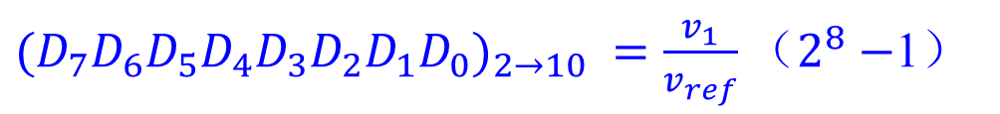 (D₇D₆D₅D₄D₃D₂D₁D₀)₂→₁₀ = v₁/v_ref （2⁸ −1）